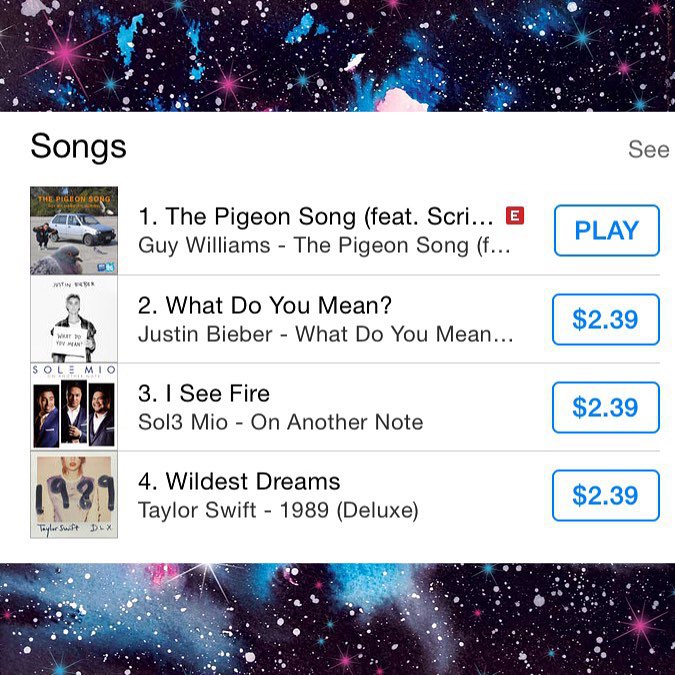 Songs
See
THE PIGEON SONG
1. The Pigeon Song (feat. Scri... E
Guy Williams - The Pigeon Song (f...
PLAY
JUSTIN BIEBER
WHAT DO
YOU MEAN?
2. What Do You Mean?
Justin Bieber - What Do You Mean...
$2.39
SOLE MIO
ON ANOTHER NOTE
3. I See Fire
Sol3 Mio - On Another Note
$2.39
1989
Taylor Swift DLX
4. Wildest Dreams
Taylor Swift - 1989 (Deluxe)
$2.39